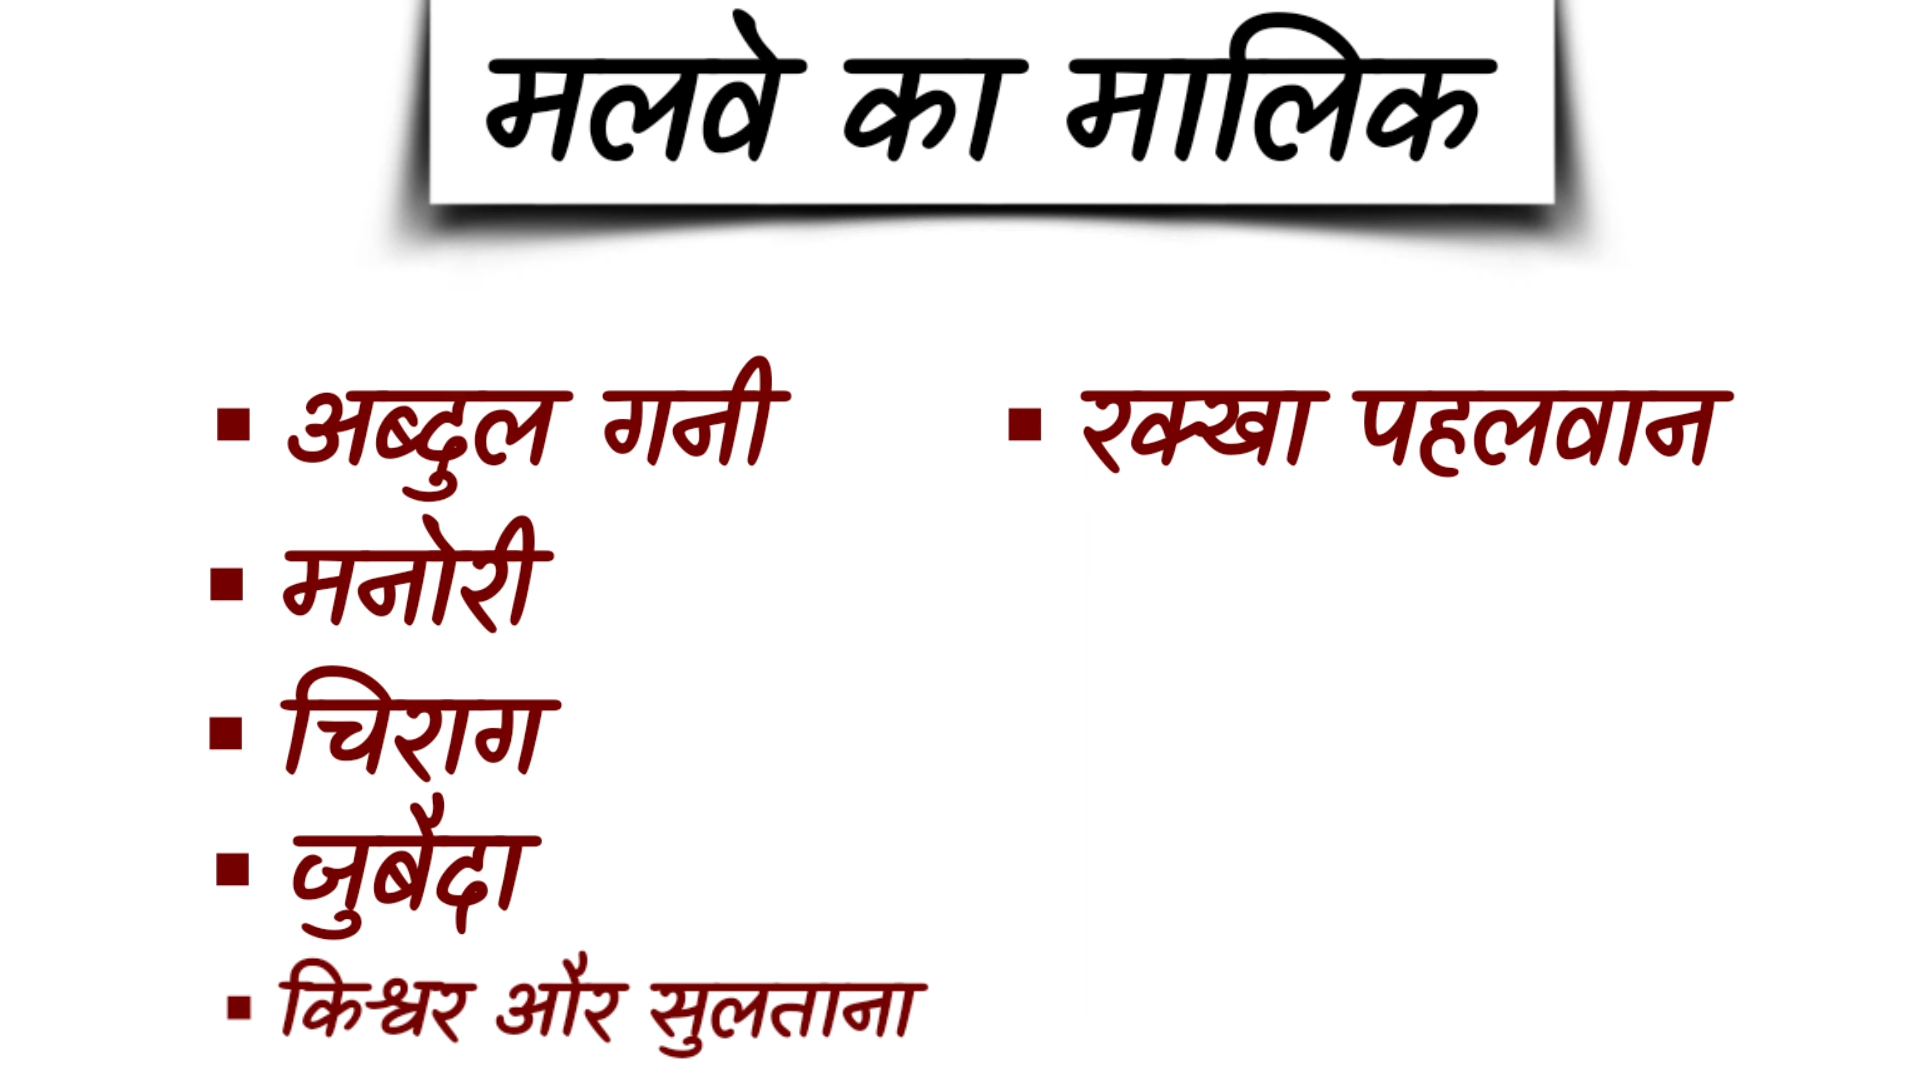 मलवे का मालिक
▪ अब्दुल गनी
▪ रक्खा पहलवान
▪ मनोरी
▪ चिराग
▪ जुबैदा
▪ किश्वर और सुलताना